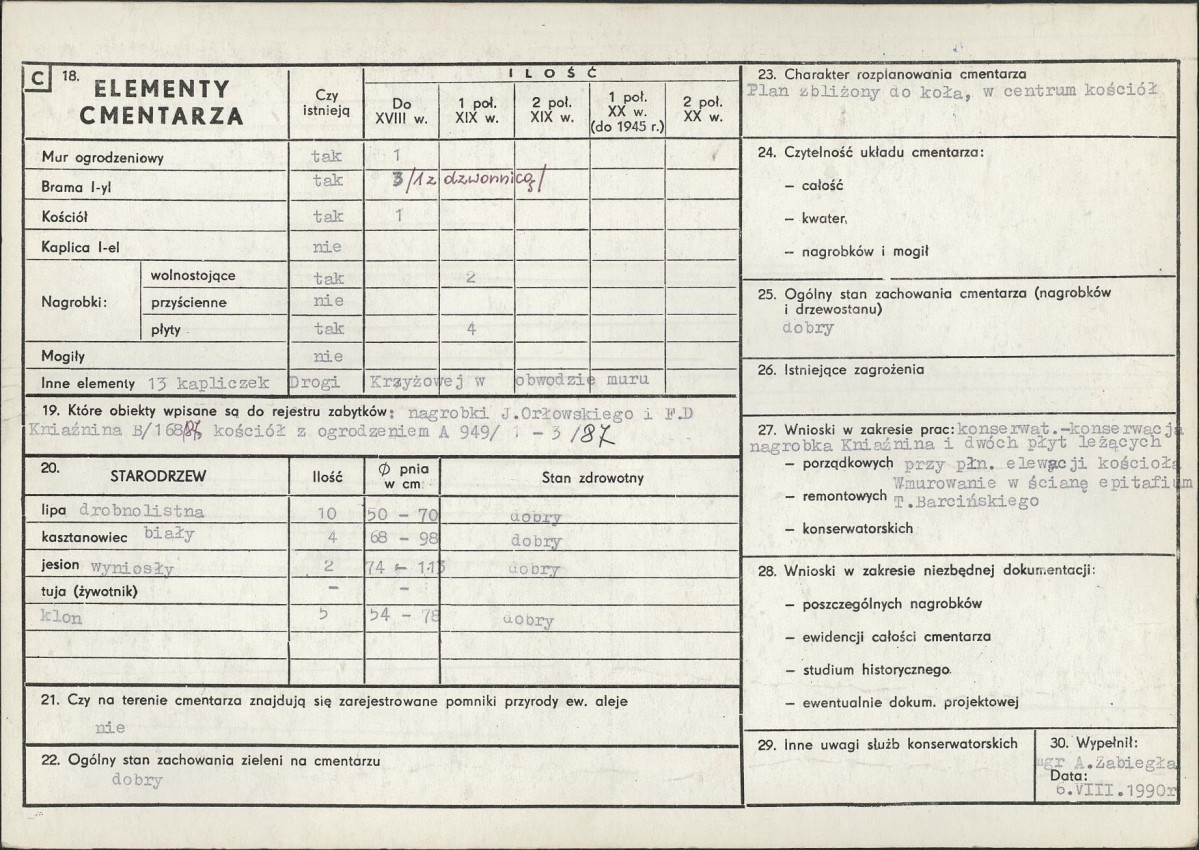 C 18. ELEMENTY CMENTARZA
Czy istnieją
ILOŚĆ
Do XVIII w.
1 poł. XIX w.
2 poł. XIX w.
1 poł. XX w. (do 1945 r.)
2 poł. XX w.
Mur ogrodzeniowy tak 1
Brama I-yl tak 3 /1 z dzwonnicą/
Kościół tak 1
Kaplica I-el nie
Nagrobki:
wolnostojące tak 2
przyścienne nie
płyty tak 4
Mogiły nie
Inne elementy 13 kapliczek Drogi Krzyżowej w obwodzie muru
19. Które obiekty wpisane są do rejestru zabytków: nagrobki J.Orłowskiego i F.D
Kniaźnina B/168/87, kościół z ogrodzeniem A 949/ 1 - 3 /87
20.
STARODRZEW Ilość Ø pnia w cm Stan zdrowotny
lipa drobnolistna 10 50 - 70 dobry
kasztanowiec biały 4 68 - 98 dobry
jesion wyniosły 2 74 - 113 dobry
tuja (żywotnik) - -
klon 5 54 - 78 dobry
21. Czy na terenie cmentarza znajdują się zarejestrowane pomniki przyrody ew. aleje
nie
22. Ogólny stan zachowania zieleni na cmentarzu
dobry
23. Charakter rozplanowania cmentarza
Plan zbliżony do koła, w centrum kościół
24. Czytelność układu cmentarza:
– całość
– kwater,
– nagrobków i mogił
25. Ogólny stan zachowania cmentarza (nagrobków
i drzewostanu)
dobry
26. Istniejące zagrożenia
27. Wnioski w zakresie prac: konserwat.-konserwacja
nagrobka Kniaźnina i dwóch płyt leżących
– porządkowych przy płn. elewacji kościoła
Wmurowanie w ścianę epitafium
– remontowych T.Barcińskiego
– konserwatorskich
28. Wnioski w zakresie niezbędnej dokumentacji:
– poszczególnych nagrobków
– ewidencji całości cmentarza
– studium historycznego
– ewentualnie dokum. projektowej
29. Inne uwagi służb konserwatorskich
30. Wypełnił:
mgr A.Zabiegła
Data:
6.VIII.1990r